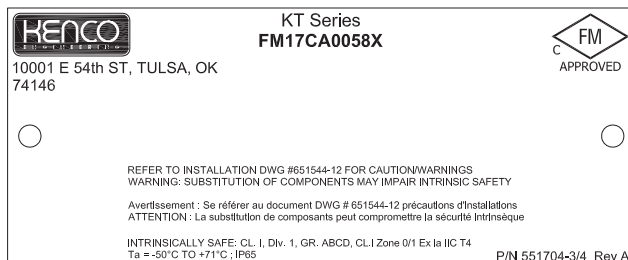 KENCO
ENGINEERING
10001 E 54th ST, TULSA, OK
74146
KT Series
FM17CA0058X
C FM
APPROVED
REFER TO INSTALLATION DWG #651544-12 FOR CAUTION/WARNINGS
WARNING: SUBSTITUTION OF COMPONENTS MAY IMPAIR INTRINSIC SAFETY
Avertissement : Se référer au document DWG # 651544-12 précautions d'installations
ATTENTION : La substitution de composants peut compromettre la sécurité intrinsèque
INTRINSICALLY SAFE: CL. I, Div. 1, GR. ABCD, CL.I Zone 0/1 Ex ia IIC T4
Ta = -50°C TO +71°C ; IP65
P/N 551704-3/4 Rev A